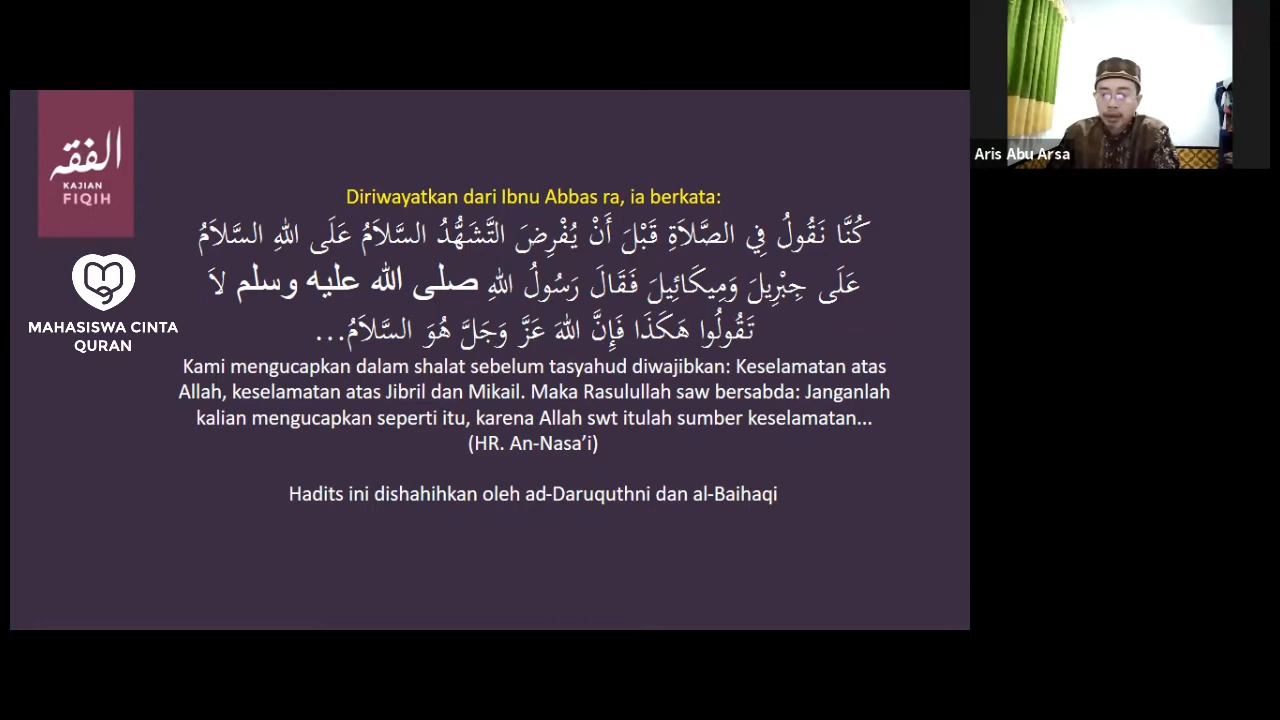 الفقه
KAJIAN
FIQIH
MAHASISWA CINTA
QURAN
Diriwayatkan dari Ibnu Abbas ra, ia berkata:
كُنَّا نَقُولُ فِي الصَّلاَةِ قَبْلَ أَنْ يُفْرِضَ التَّشَهُّدُ السَّلاَمُ عَلَى اللهِ السَّلاَمُ
عَلَى جِبْرِيلَ وَمِيكَائِيلَ فَقَالَ رَسُولُ اللهِ صلى الله عليه وسلم لاَ
تَقُولُوا هَكَذَا فَإِنَّ اللهَ عَزَّ وَجَلَّ هُوَ السَّلاَمُ...
Kami mengucapkan dalam shalat sebelum tasyahud diwajibkan: Keselamatan atas
Allah, keselamatan atas Jibril dan Mikail. Maka Rasulullah saw bersabda: Janganlah
kalian mengucapkan seperti itu, karena Allah swt itulah sumber keselamatan...
(HR. An-Nasa’i)
Hadits ini dishahihkan oleh ad-Daruquthni dan al-Baihaqi
Aris Abu Arsa